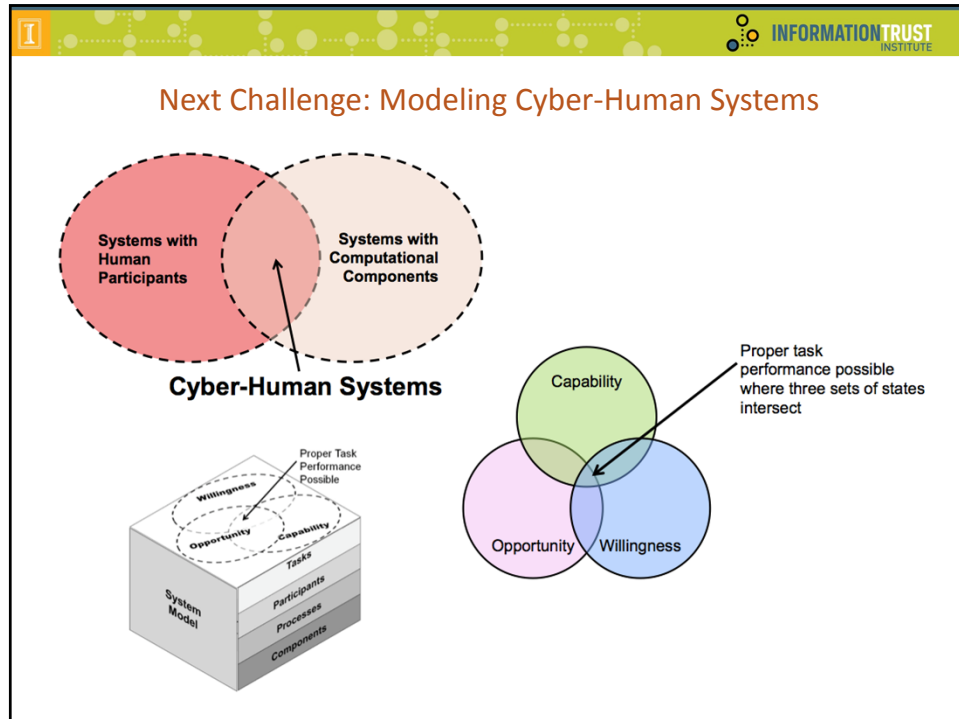 I
INFORMATIONTRUST
INSTITUTE
Next Challenge: Modeling Cyber-Human Systems
Systems with
Human
Participants
Systems with
Computational
Components
Cyber-Human Systems
Proper task
performance possible
where three sets of states
intersect
Capability
Opportunity
Willingness
Proper Task
Performance
Possible
Willingness
Opportunity
Capability
Tasks
Participants
Processes
Components
System
Model